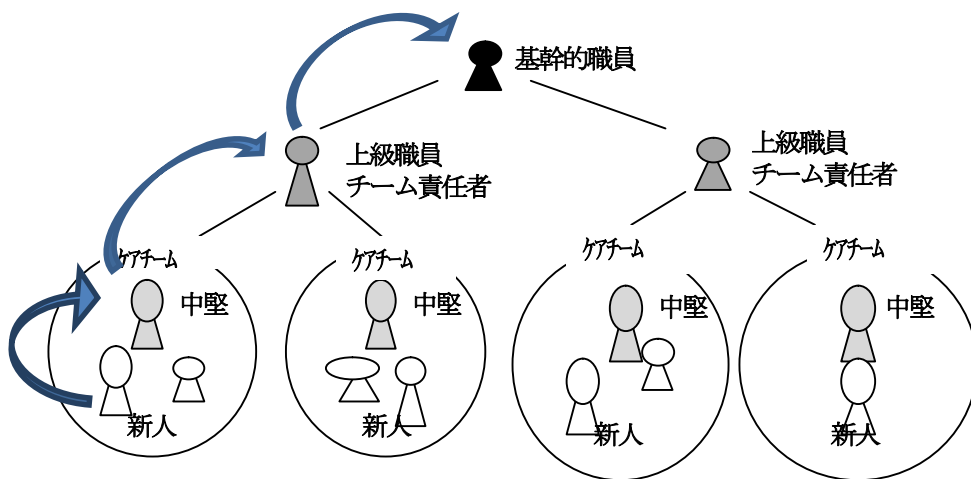 基幹的職員
上級職員
チーム責任者
上級職員
チーム責任者
ケアチーム
ケアチーム
ケアチーム
ケアチーム
中堅
中堅
中堅
中堅
新人
新人
新人
新人